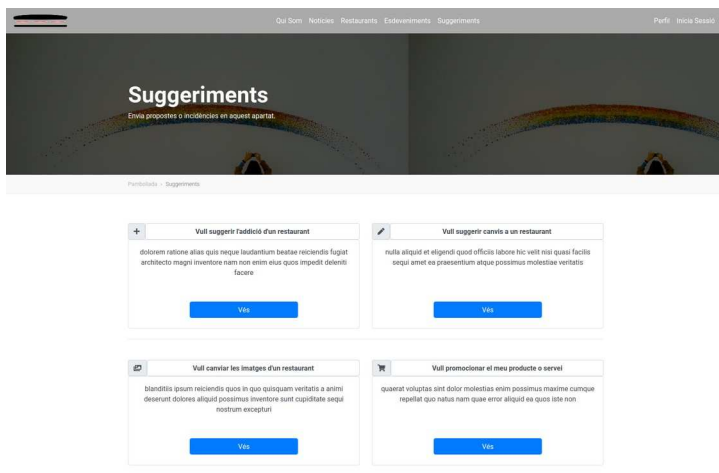 Qui Som Notícies Restaurants Esdeveniments Suggeriments Perfil Inicia Sessió
Suggeriments
Envia propostes o incidències en aquest apartat.
Suggeriments
Vull suggerir l'addició d'un restaurant
dolorem ratione alias quis neque laudantium beatae reiciendis fugiat
architecto magni inventore nam non enim eius quos impedit deleniti
facere
Vés
Vull suggerir canvis a un restaurant
nulla aliquid et eligendi quod officiis labore hic velit nisi quasi facilis
sequi amet ea praesentium atque possimus molestiae veritatis
Vés
Vull canviar les imatges d'un restaurant
blanditiis ipsum reiciendis quos in quo quisquam veritatis a animi
deserunt dolores aliquid possimus inventore sunt cupiditate sequi
nostrum excepturi
Vés
Vull promocionar el meu producte o servei
quaerat voluptas sint dolor molestias enim possimus maxime cumque
repellat quo natus nam quae error aliquid ea quos iste non
Vés